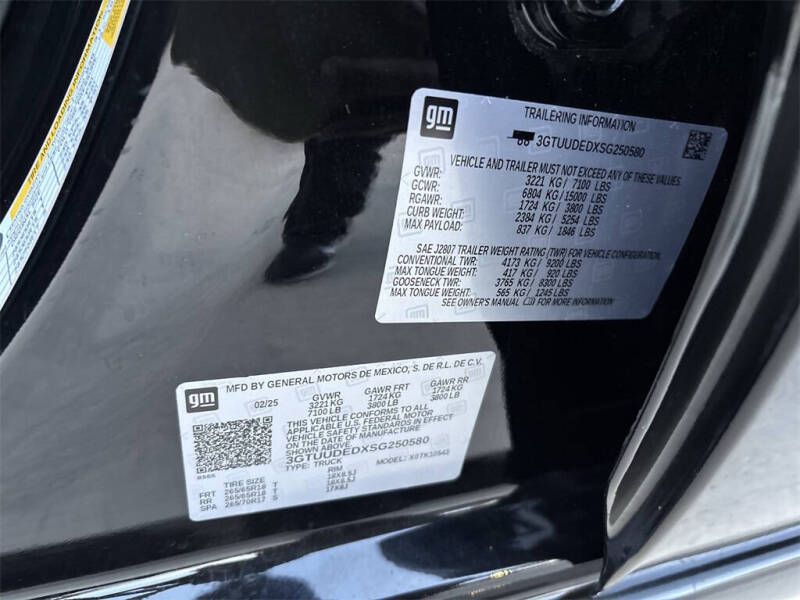 TIRE AND LOADING INFORMATION
gm
TRAILERING INFORMATION
3GTUUDEDXSG250580
VEHICLE AND TRAILER MUST NOT EXCEED ANY OF THESE VALUES
GVWR: 3221 KG / 7100 LBS
GCWR: 6804 KG / 15000 LBS
RGAWR: 1724 KG / 3800 LBS
CURB WEIGHT: 2384 KG / 5254 LBS
MAX PAYLOAD: 837 KG / 1846 LBS
SAE J2807 TRAILER WEIGHT RATING (TWR) FOR VEHICLE CONFIGURATION
CONVENTIONAL TWR: 4173 KG / 9200 LBS
MAX TONGUE WEIGHT: 417 KG / 920 LBS
GOOSENECK TWR: 3765 KG / 8300 LBS
MAX TONGUE WEIGHT: 565 KG / 1245 LBS
SEE OWNER'S MANUAL FOR MORE INFORMATION
gm
MFD BY GENERAL MOTORS DE MEXICO, S. DE R.L. DE C.V.
02/25 GVWR GAWR FRT GAWR RR
3221 KG 1724 KG 1724 KG
7100 LB 3800 LB 3800 LB
THIS VEHICLE CONFORMS TO ALL
APPLICABLE U.S. FEDERAL MOTOR
VEHICLE SAFETY STANDARDS IN EFFECT
ON THE DATE OF MANUFACTURE
SHOWN ABOVE.
3GTUUDEDXSG250580
TYPE: TRUCK MODEL: X0TK10543
TIRE SIZE RIM
FRT 265/65R18 T 18X8.5J
RR 265/65R18 T 18X8.5J
SPA 265/70R17 S 17X8J